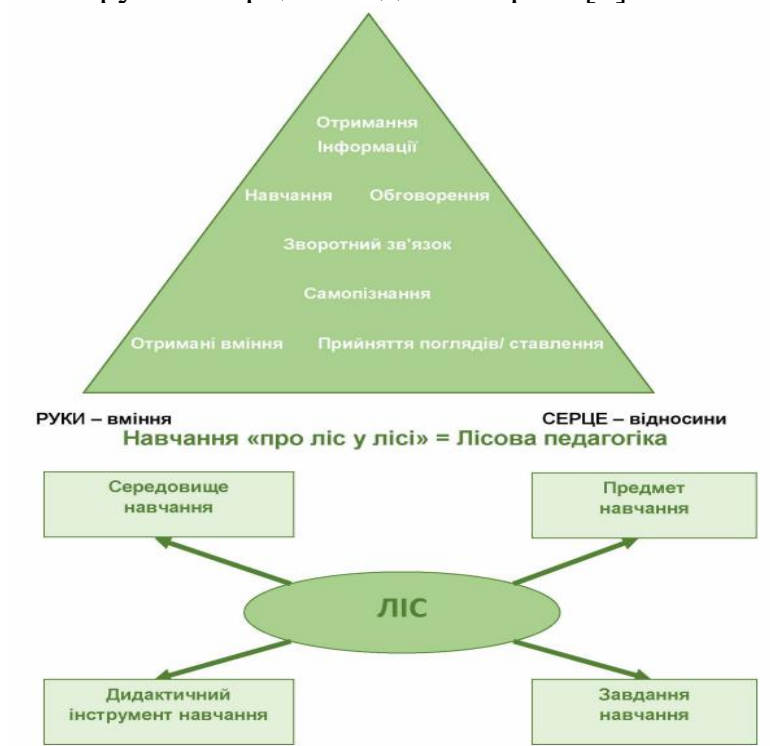 Отримання
Інформації
Навчання Обговорення
Зворотний зв'язок
Самопізнання
Отримані вміння Прийняття поглядів/ ставлення
РУКИ – вміння СЕРЦЕ – відносини
Навчання «про ліс у лісі» = Лісова педагогіка
Середовище
навчання
Предмет
навчання
ЛІС
Дидактичний
інструмент навчання
Завдання
навчання